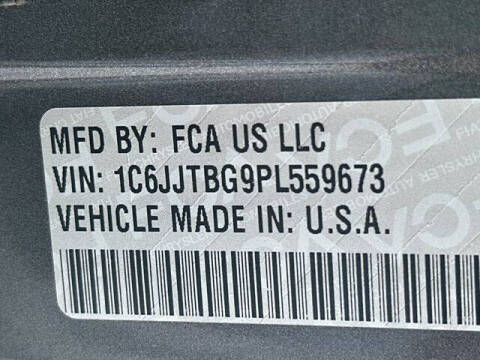 MFD BY: FCA US LLC
VIN: 1C6JJTBG9PL559673
VEHICLE MADE IN: U.S.A.